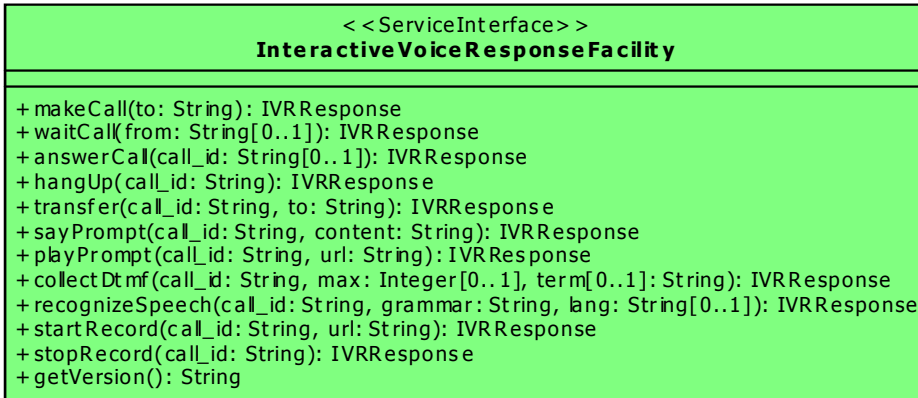 <<ServiceInterface>>
InteractiveVoiceResponseFacility
+makeCall(to: String): IVRResponse
+waitCall(from: String[0..1]): IVRResponse
+answerCall(call_id: String[0..1]): IVRResponse
+hangUp(call_id: String): IVRResponse
+transfer(call_id: String, to: String): IVRResponse
+sayPrompt(call_id: String, content: String): IVRResponse
+playPrompt(call_id: String, url: String): IVRResponse
+collectDtmf(call_id: String, max: Integer[0..1], term[0..1]: String): IVRResponse
+recognizeSpeech(call_id: String, grammar: String, lang: String[0..1]): IVRResponse
+startRecord(call_id: String, url: String): IVRResponse
+stopRecord(call_id: String): IVRResponse
+getVersion(): String